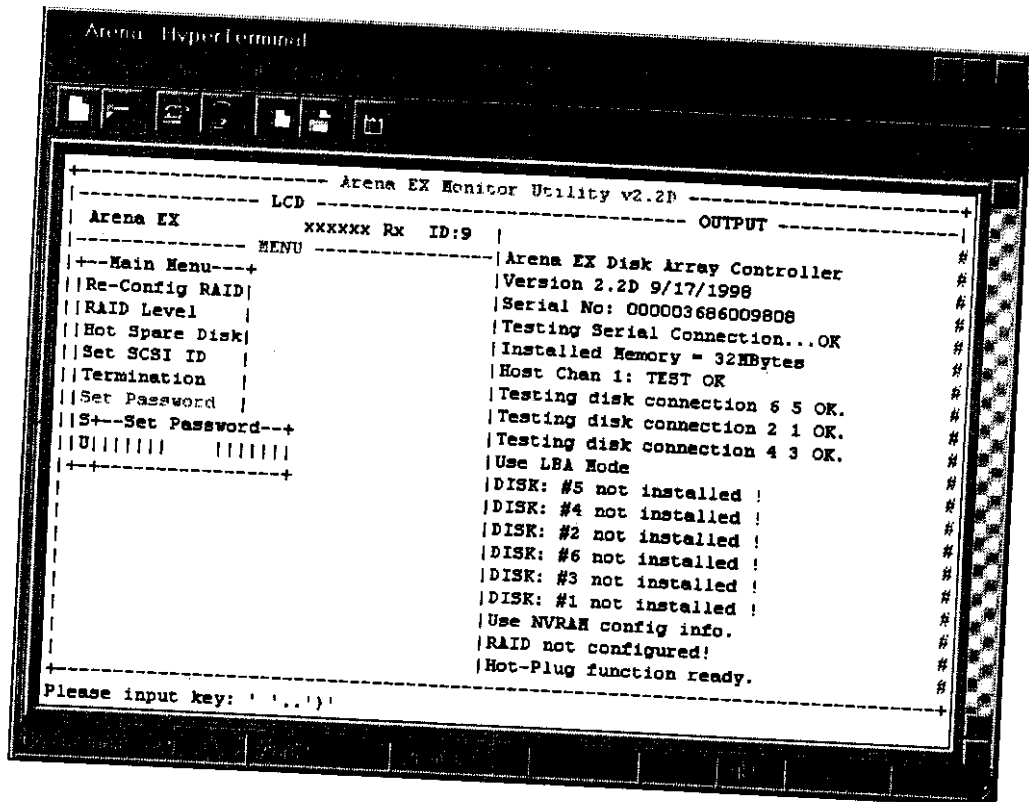 Arena HyperTerminal
Arena EX Monitor Utility v2.2D
LCD
OUTPUT
Arena EX xxxxxx Rx ID:9
MENU
+--Main Menu---+
||Re-Config RAID|
||RAID Level |
||Hot Spare Disk|
||Set SCSI ID |
||Termination |
||Set Password |
||S+--Set Password--+
||U||||||| |||||||
|+-+----------------+
|Arena EX Disk Array Controller
|Version 2.2D 9/17/1998
|Serial No: 000003686009808
|Testing Serial Connection...OK
|Installed Memory = 32MBytes
|Host Chan 1: TEST OK
|Testing disk connection 6 5 OK.
|Testing disk connection 2 1 OK.
|Testing disk connection 4 3 OK.
|Use LBA Mode
|DISK: #5 not installed !
|DISK: #4 not installed !
|DISK: #2 not installed !
|DISK: #6 not installed !
|DISK: #3 not installed !
|DISK: #1 not installed !
|Use NVRAM config info.
|RAID not configured!
|Hot-Plug function ready.
Please input key: ' '..')'